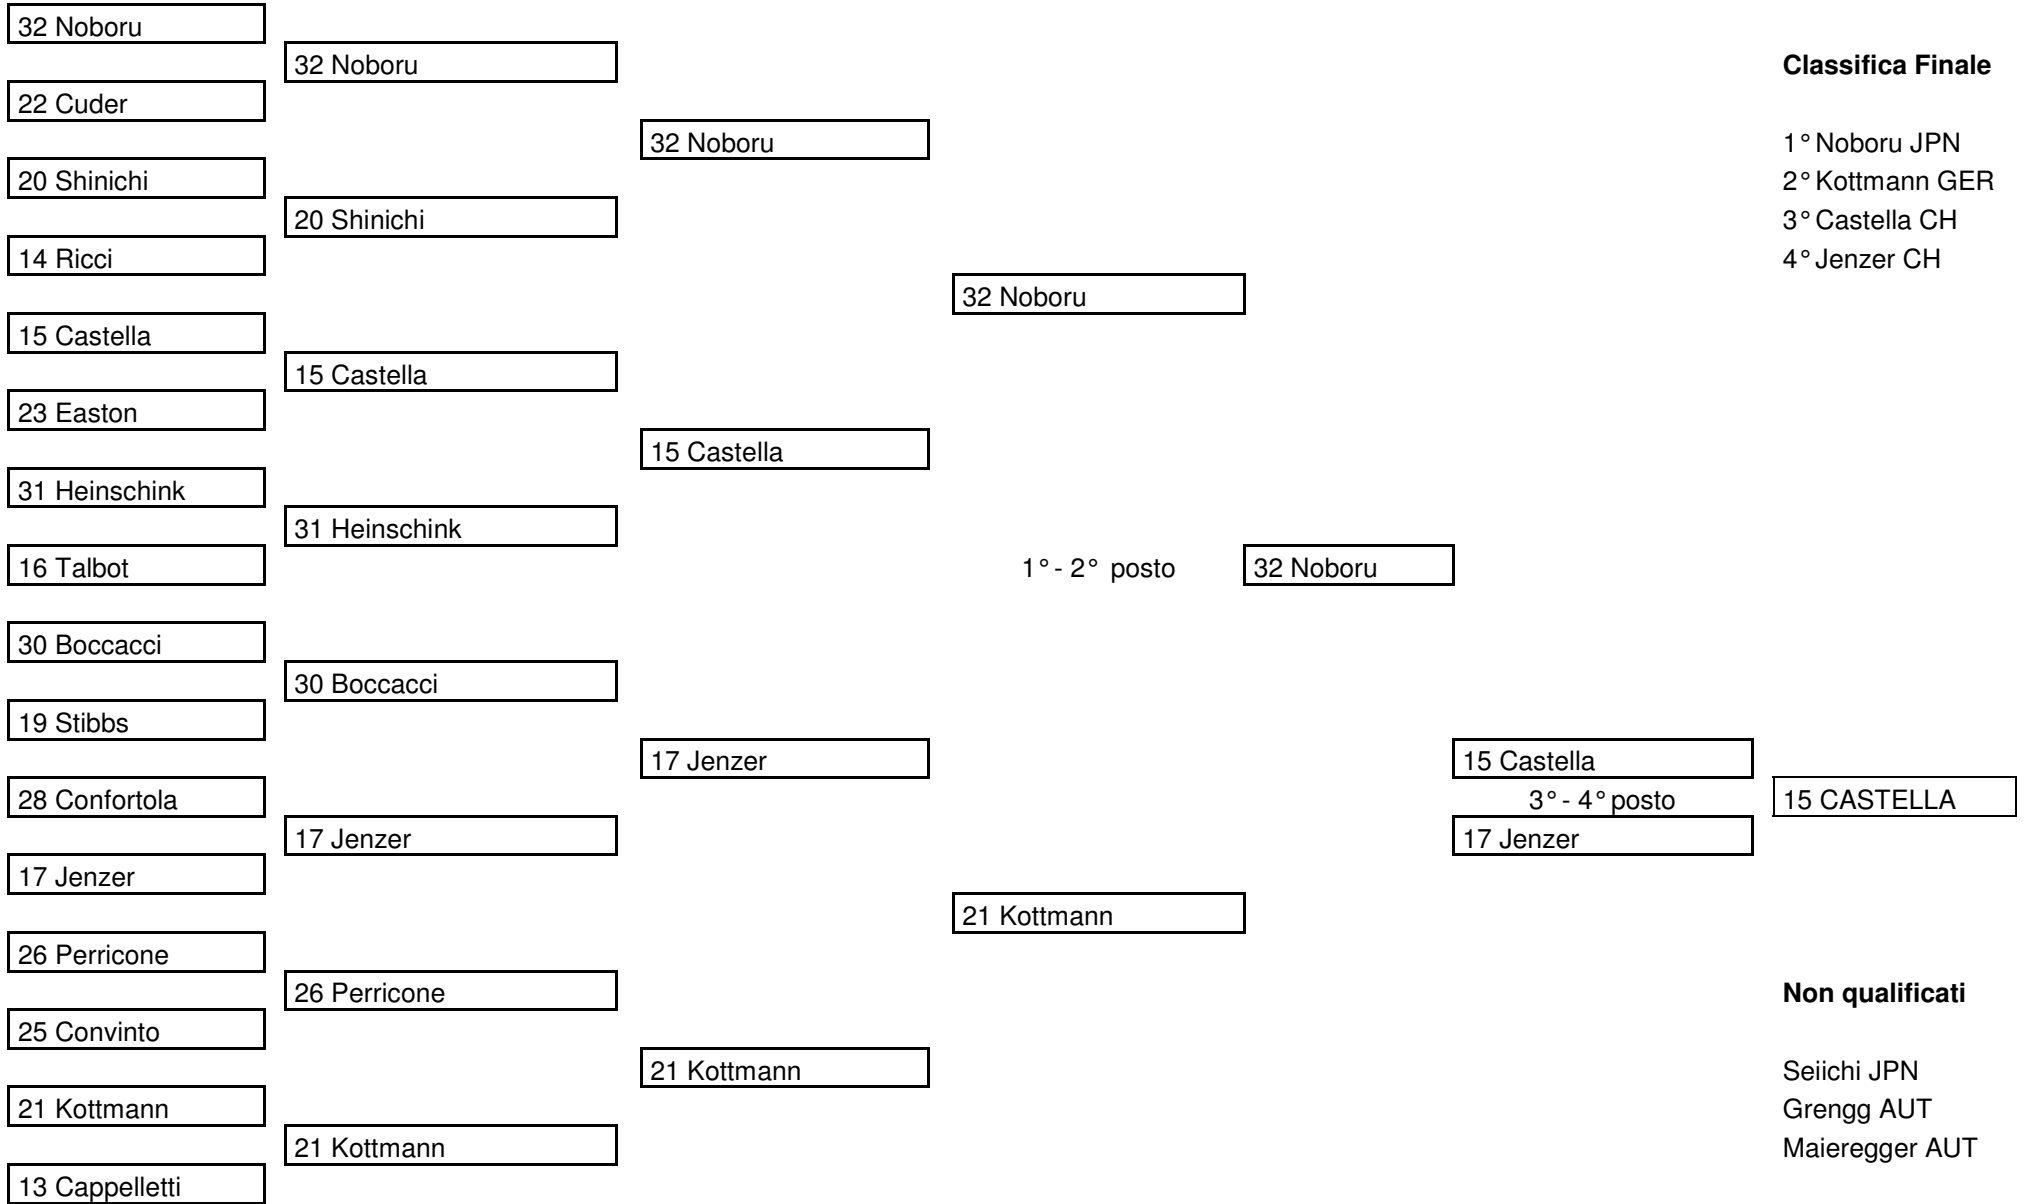 32 Noboru
32 Noboru
Classifica Finale
22 Cuder
32 Noboru
1° Noboru JPN
20 Shinichi
2° Kottmann GER
20 Shinichi
3° Castella CH
14 Ricci
4° Jenzer CH
32 Noboru
15 Castella
15 Castella
23 Easton
15 Castella
31 Heinschink
31 Heinschink
16 Talbot
1° - 2° posto
32 Noboru
30 Boccacci
30 Boccacci
19 Stibbs
17 Jenzer
15 Castella
28 Confortola
3° - 4° posto
15 CASTELLA
17 Jenzer
17 Jenzer
17 Jenzer
21 Kottmann
26 Perricone
26 Perricone
Non qualificati
25 Convinto
21 Kottmann
Seiichi JPN
21 Kottmann
Grengg AUT
21 Kottmann
Maieregger AUT
13 Cappelletti